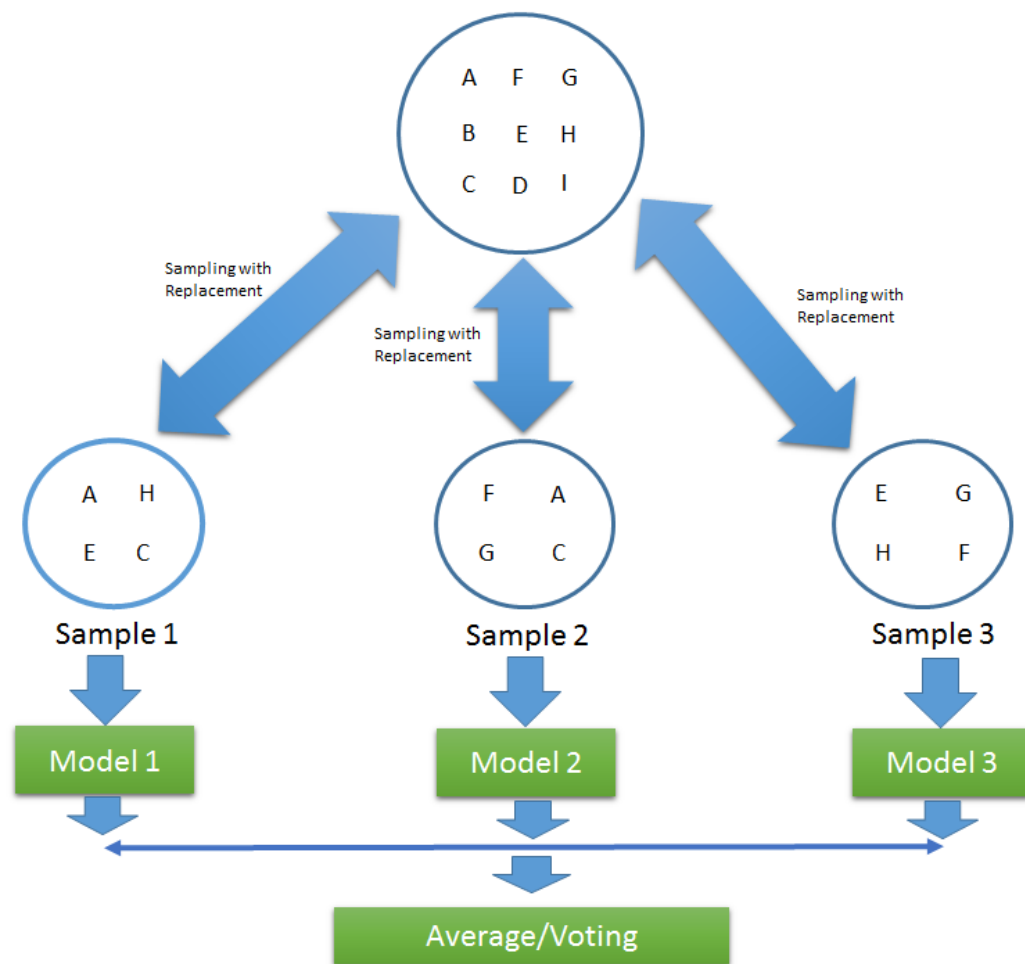 A F G
B E H
C D I
Sampling with
Replacement
Sampling with
Replacement
Sampling with
Replacement
A H
E C
F A
G C
E G
H F
Sample 1
Sample 2
Sample 3
Model 1
Model 2
Model 3
Average/Voting